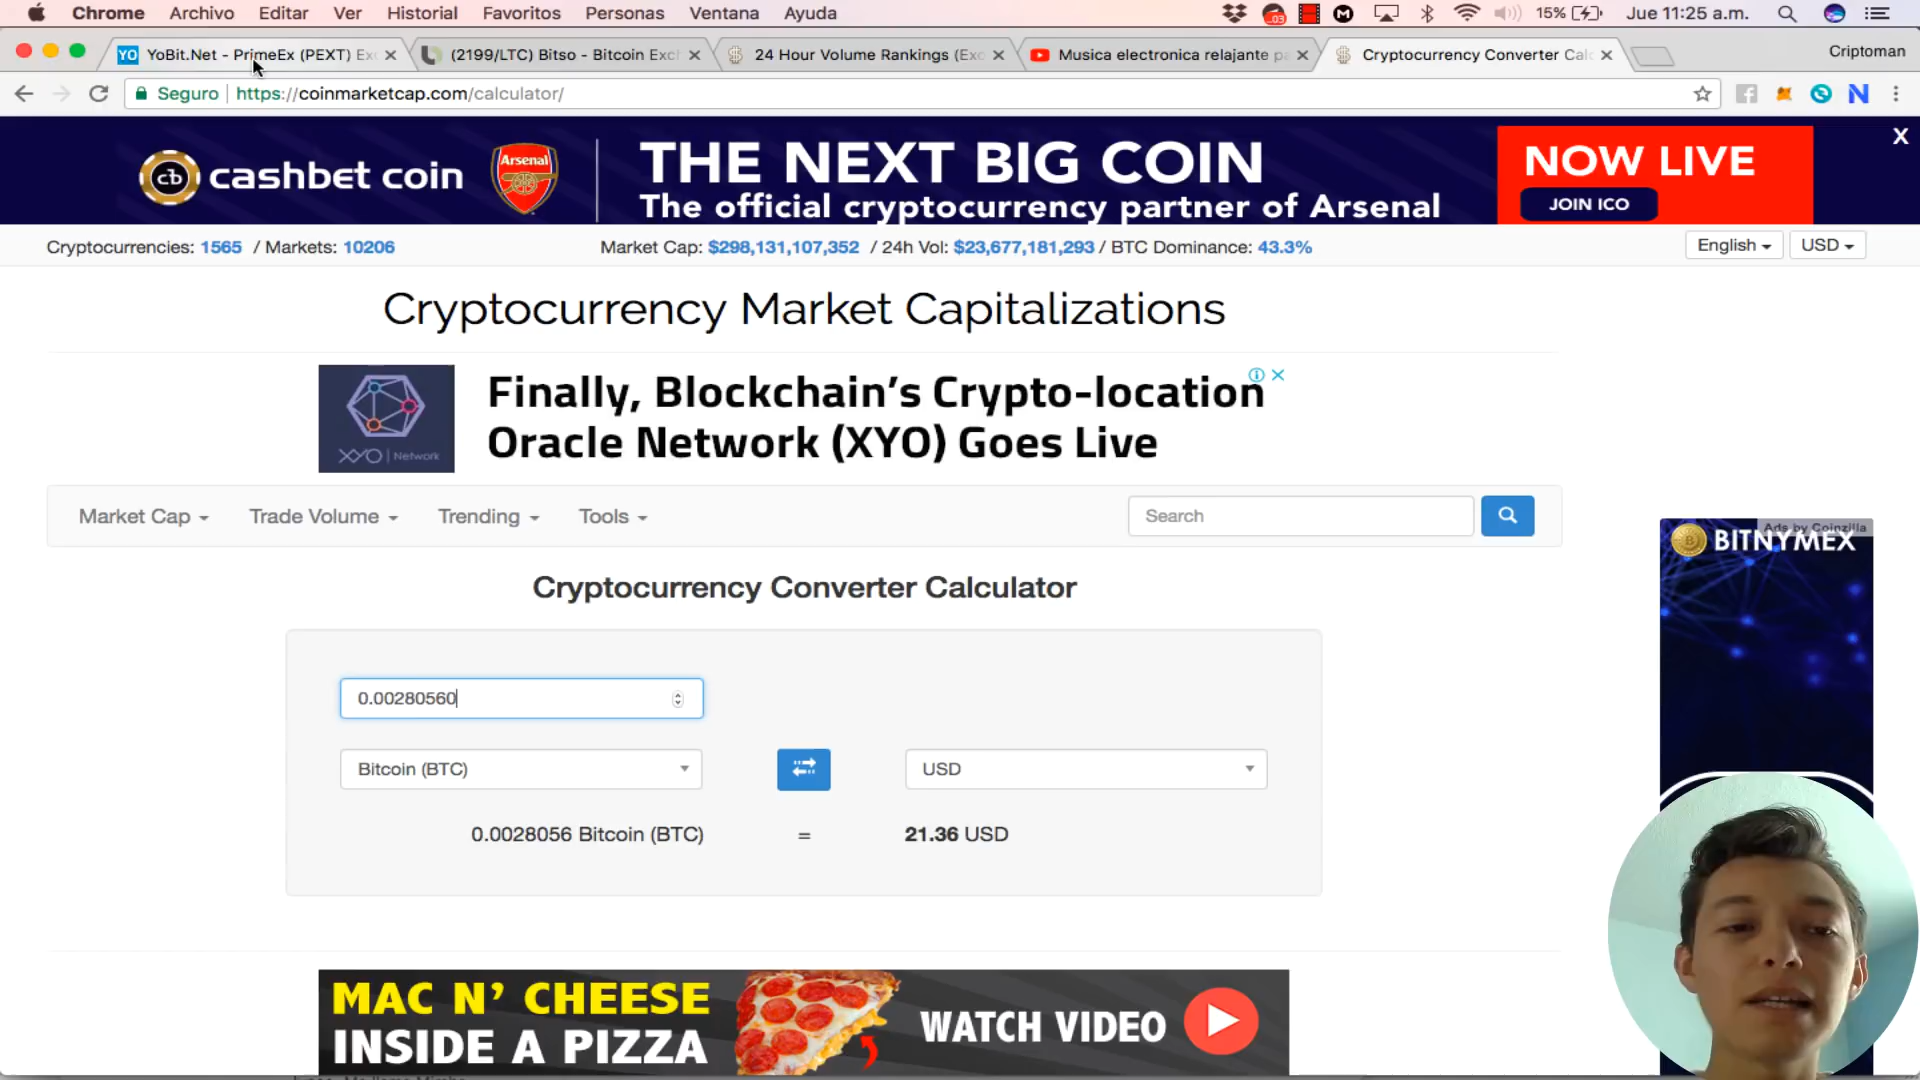 Chrome Archivo Editar Ver Historial Favoritos Personas Ventana Ayuda 15% Jue 11:25 a.m.
YO YoBit.Net - PrimeEx (PEXT) Ex (2199/LTC) Bitso - Bitcoin Exch 24 Hour Volume Rankings (Exc Musica electronica relajante pa Cryptocurrency Converter Calc Criptoman
Seguro https://coinmarketcap.com/calculator/
cb cashbet coin Arsenal THE NEXT BIG COIN NOW LIVE X
The official cryptocurrency partner of Arsenal JOIN ICO
Cryptocurrencies: 1565 / Markets: 10206 Market Cap: $298,131,107,352 / 24h Vol: $23,677,181,293 / BTC Dominance: 43.3% English USD
Cryptocurrency Market Capitalizations
Finally, Blockchain's Crypto-location
Oracle Network (XYO) Goes Live
XYO | Network
Market Cap Trade Volume Trending Tools Search
Ads by Coinzilla
BITNYMEX
Cryptocurrency Converter Calculator
0.00280560
Bitcoin (BTC) USD
0.0028056 Bitcoin (BTC) = 21.36 USD
MAC N' CHEESE
INSIDE A PIZZA
WATCH VIDEO